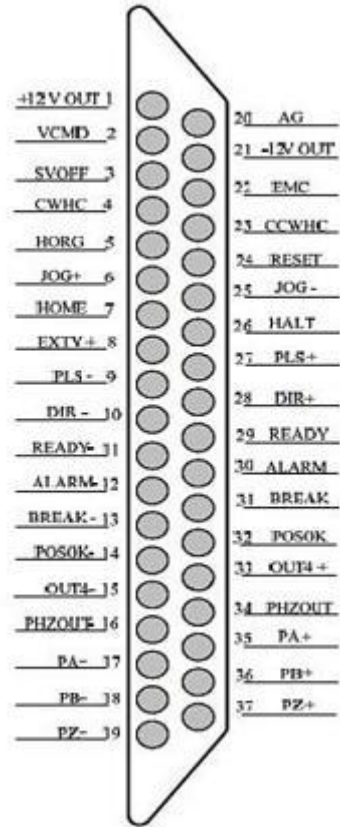 +12V OUT 1
VCMD 2
SVOFF 3
CWHC 4
HORG 5
JOG+ 6
HOME 7
EXTV+ 8
PLS- 9
DIR- 10
READY- 11
ALARM- 12
BREAK- 13
POSOK- 14
OUT4- 15
PHZOUT- 16
PA- 17
PB- 18
PZ- 19
20 AG
21 -12V OUT
22 EMC
23 CCWHC
24 RESET
25 JOG-
26 HALT
27 PLS+
28 DIR+
29 READY
30 ALARM
31 BREAK
32 POSOK
33 OUT4+
34 PHZOUT
35 PA+
36 PB+
37 PZ+